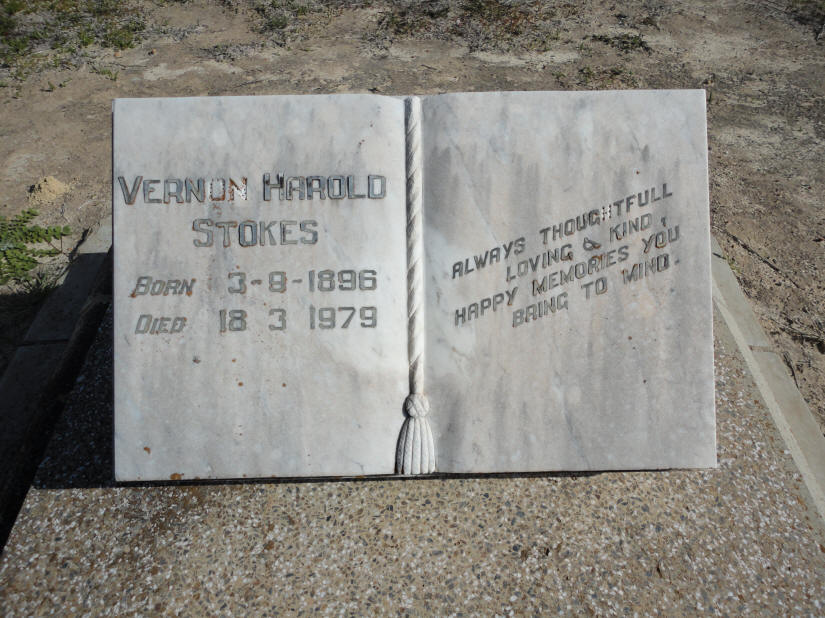 VERNON HAROLD
STOKES
BORN 3-8-1896
DIED 18 3 1979
ALWAYS THOUGHTFULL
LOVING & KIND,
HAPPY MEMORIES YOU
BRING TO MIND.